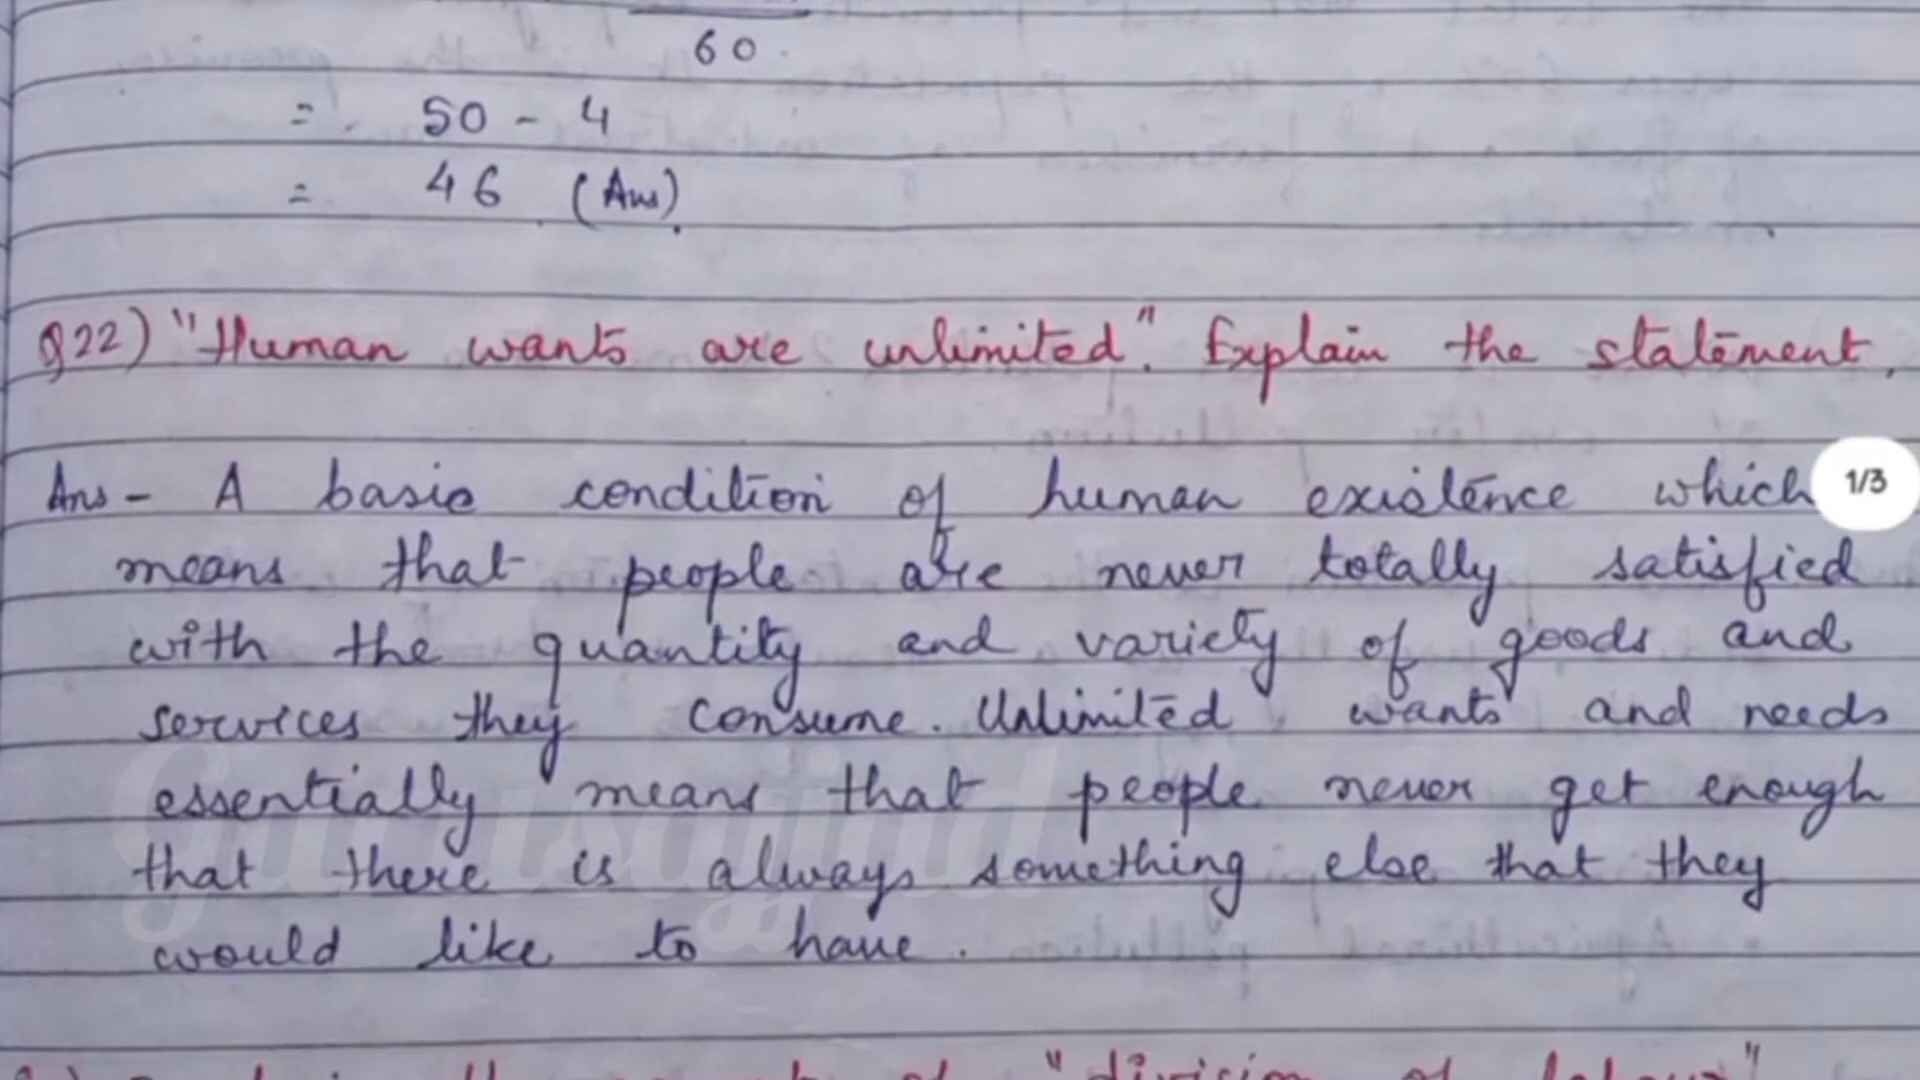 60
= 50 - 4
= 46 (Ans)
Q22) "Human wants are unlimited". Explain the statement.
Ans - A basic condition of human existence which
1/3
means that people are never totally satisfied
with the quantity and variety of goods and
services they consume. Unlimited wants and needs
essentially means that people never get enough
that there is always something else that they
would like to have.
"division of labour"